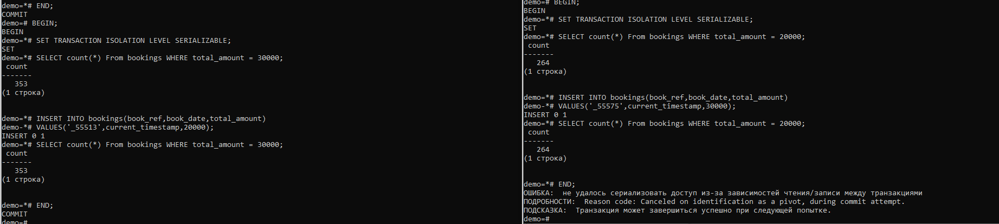 demo=*# END;
COMMIT
demo=# BEGIN;
BEGIN
demo=*# SET TRANSACTION ISOLATION LEVEL SERIALIZABLE;
SET
demo=*# SELECT count(*) From bookings WHERE total_amount = 30000;
count
-------
353
(1 строка)
demo=*# INSERT INTO bookings(book_ref,book_date,total_amount)
demo-*# VALUES('_55513',current_timestamp,20000);
INSERT 0 1
demo=*# SELECT count(*) From bookings WHERE total_amount = 30000;
count
-------
353
(1 строка)
demo=*# END;
COMMIT
demo=#
demo=# BEGIN;
BEGIN
demo=*# SET TRANSACTION ISOLATION LEVEL SERIALIZABLE;
SET
demo=*# SELECT count(*) From bookings WHERE total_amount = 20000;
count
-------
264
(1 строка)
demo=*# INSERT INTO bookings(book_ref,book_date,total_amount)
demo-*# VALUES('_55575',current_timestamp,30000);
INSERT 0 1
demo=*# SELECT count(*) From bookings WHERE total_amount = 20000;
count
-------
264
(1 строка)
demo=*# END;
ОШИБКА:  не удалось сериализовать доступ из-за зависимостей чтения/записи между транзакциями
ПОДРОБНОСТИ:  Reason code: Canceled on identification as a pivot, during commit attempt.
ПОДСКАЗКА:  Транзакция может завершиться успешно при следующей попытке.
demo=#